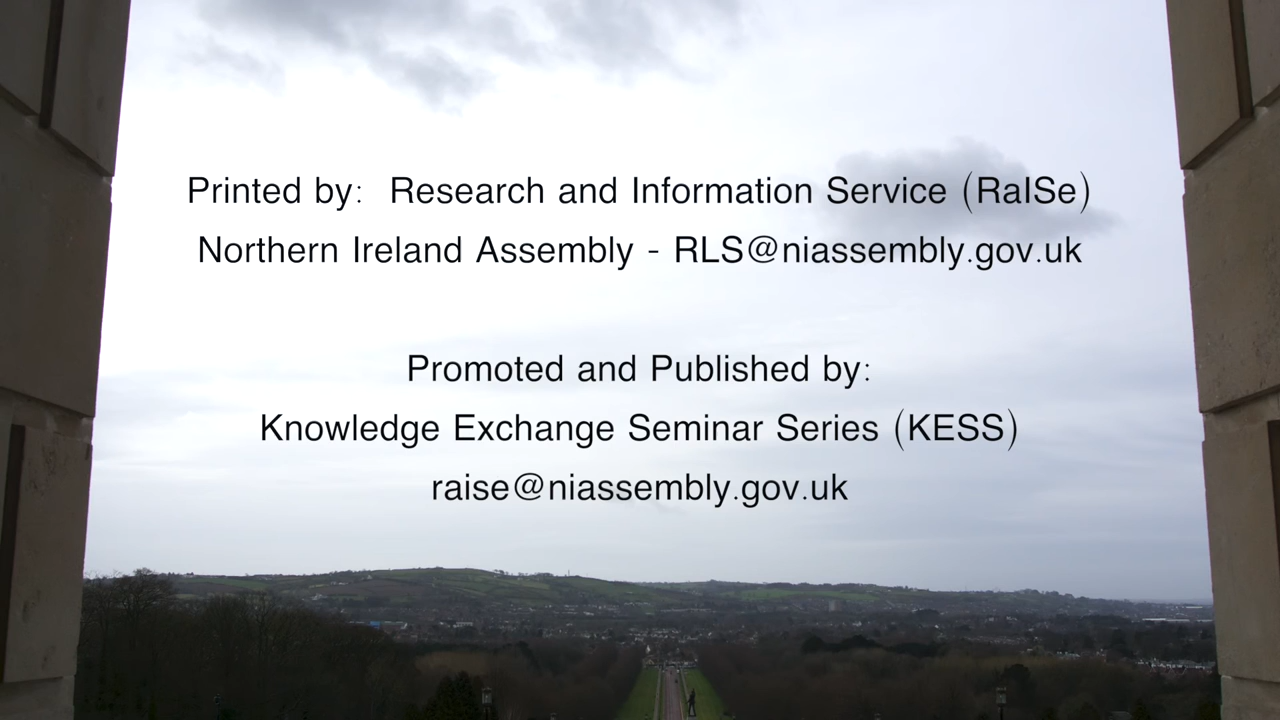 Printed by: Research and Information Service (RaISe)
Northern Ireland Assembly - RLS@niassembly.gov.uk
Promoted and Published by:
Knowledge Exchange Seminar Series (KESS)
raise@niassembly.gov.uk